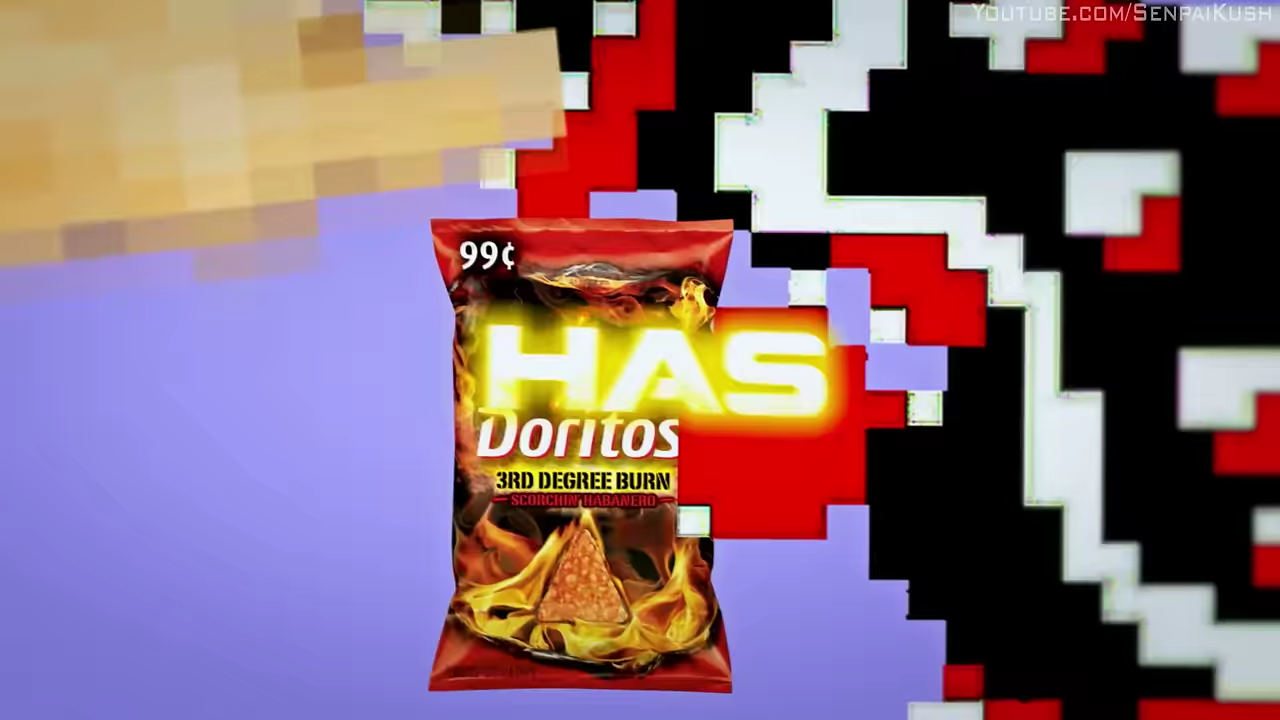 YouTube.com/SenpaiKush
99¢
HAS
Doritos
3RD DEGREE BURN
SCORCHIN' HABANERO